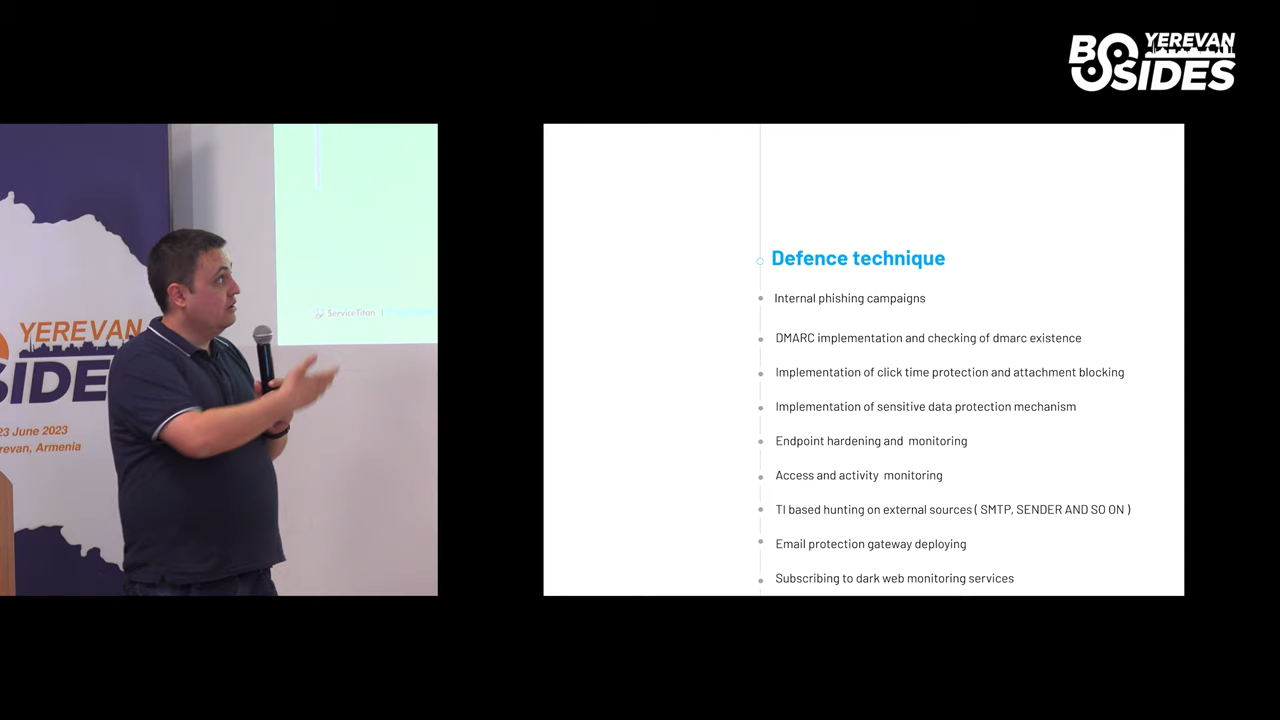 YEREVAN
BSIDES
YEREVAN
SIDE
23 June 2023
revan, Armenia
ServiceTitan |
Defence technique
Internal phishing campaigns
DMARC implementation and checking of dmarc existence
Implementation of click time protection and attachment blocking
Implementation of sensitive data protection mechanism
Endpoint hardening and monitoring
Access and activity monitoring
TI based hunting on external sources ( SMTP, SENDER AND SO ON )
Email protection gateway deploying
Subscribing to dark web monitoring services